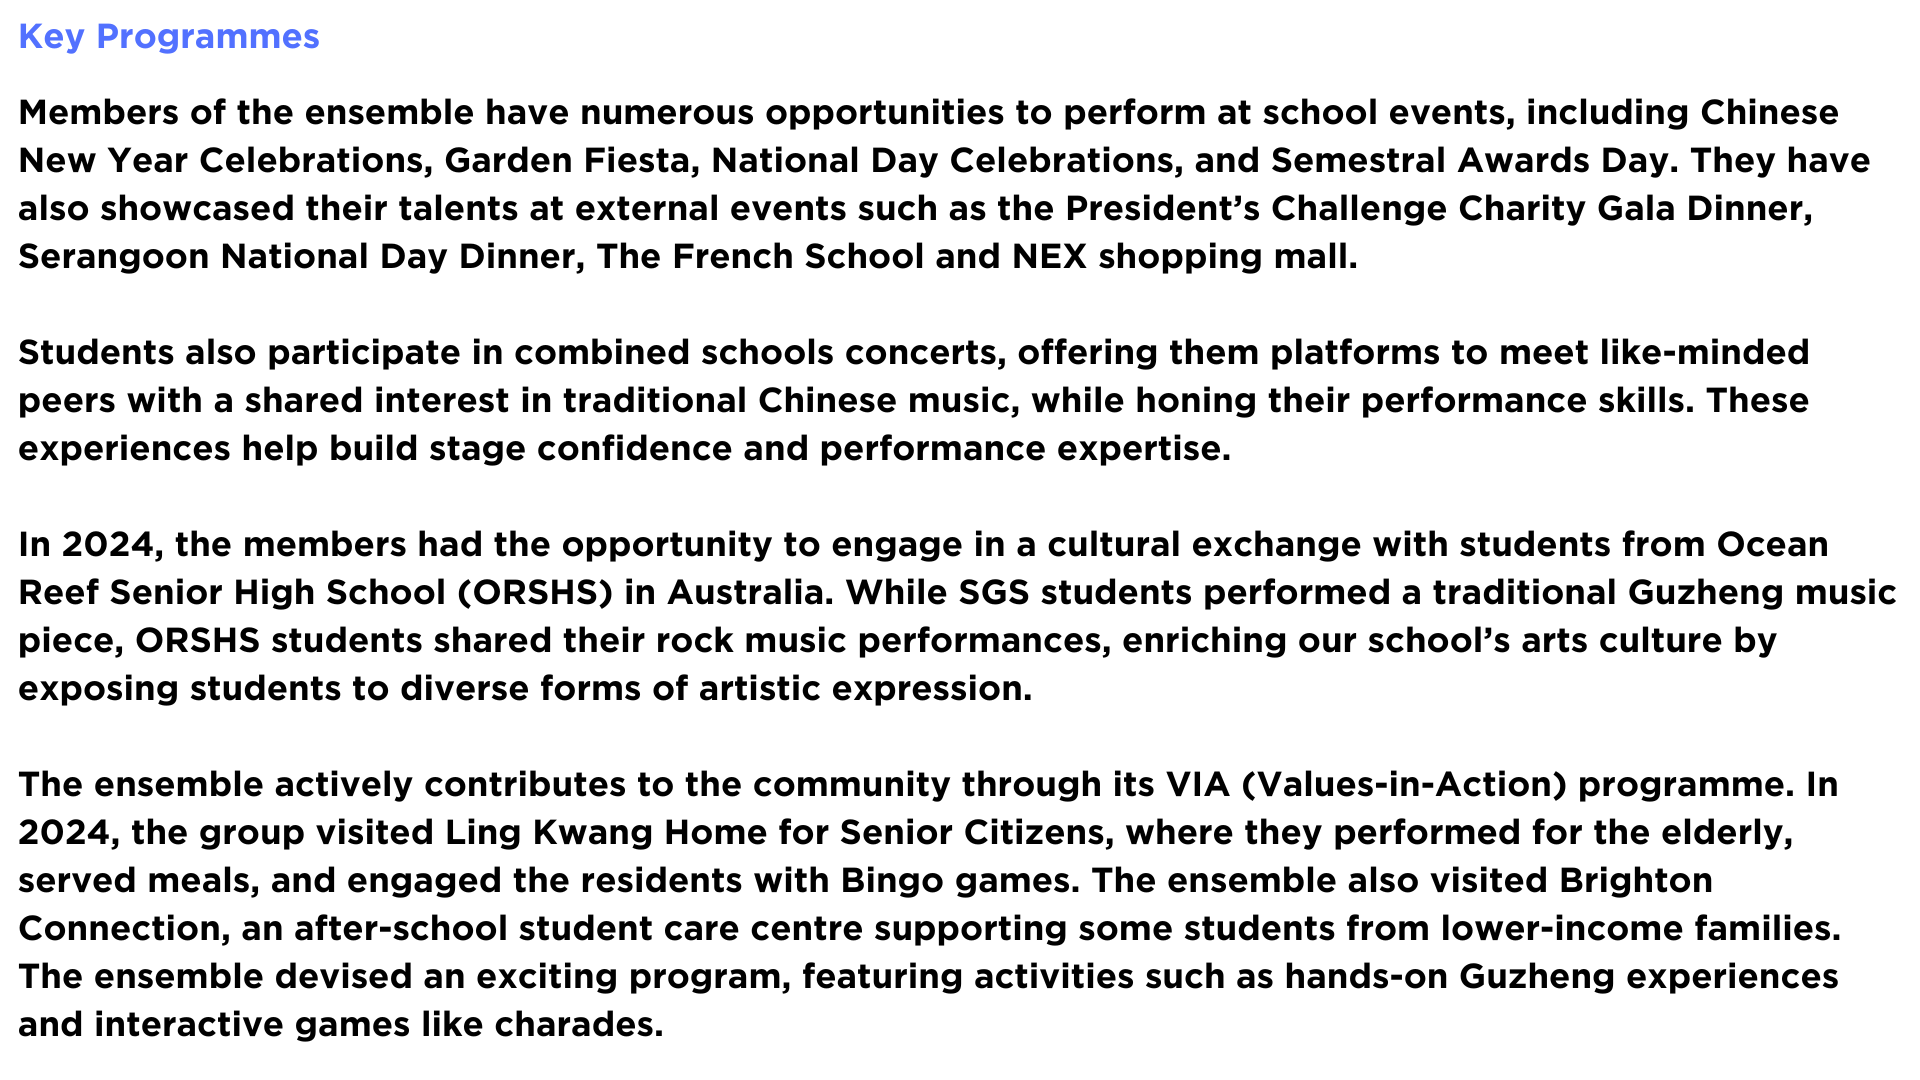 Key Programmes
Members of the ensemble have numerous opportunities to perform at school events, including Chinese
New Year Celebrations, Garden Fiesta, National Day Celebrations, and Semestral Awards Day. They have
also showcased their talents at external events such as the President’s Challenge Charity Gala Dinner,
Serangoon National Day Dinner, The French School and NEX shopping mall.
Students also participate in combined schools concerts, offering them platforms to meet like-minded
peers with a shared interest in traditional Chinese music, while honing their performance skills. These
experiences help build stage confidence and performance expertise.
In 2024, the members had the opportunity to engage in a cultural exchange with students from Ocean
Reef Senior High School (ORSHS) in Australia. While SGS students performed a traditional Guzheng music
piece, ORSHS students shared their rock music performances, enriching our school’s arts culture by
exposing students to diverse forms of artistic expression.
The ensemble actively contributes to the community through its VIA (Values-in-Action) programme. In
2024, the group visited Ling Kwang Home for Senior Citizens, where they performed for the elderly,
served meals, and engaged the residents with Bingo games. The ensemble also visited Brighton
Connection, an after-school student care centre supporting some students from lower-income families.
The ensemble devised an exciting program, featuring activities such as hands-on Guzheng experiences
and interactive games like charades.